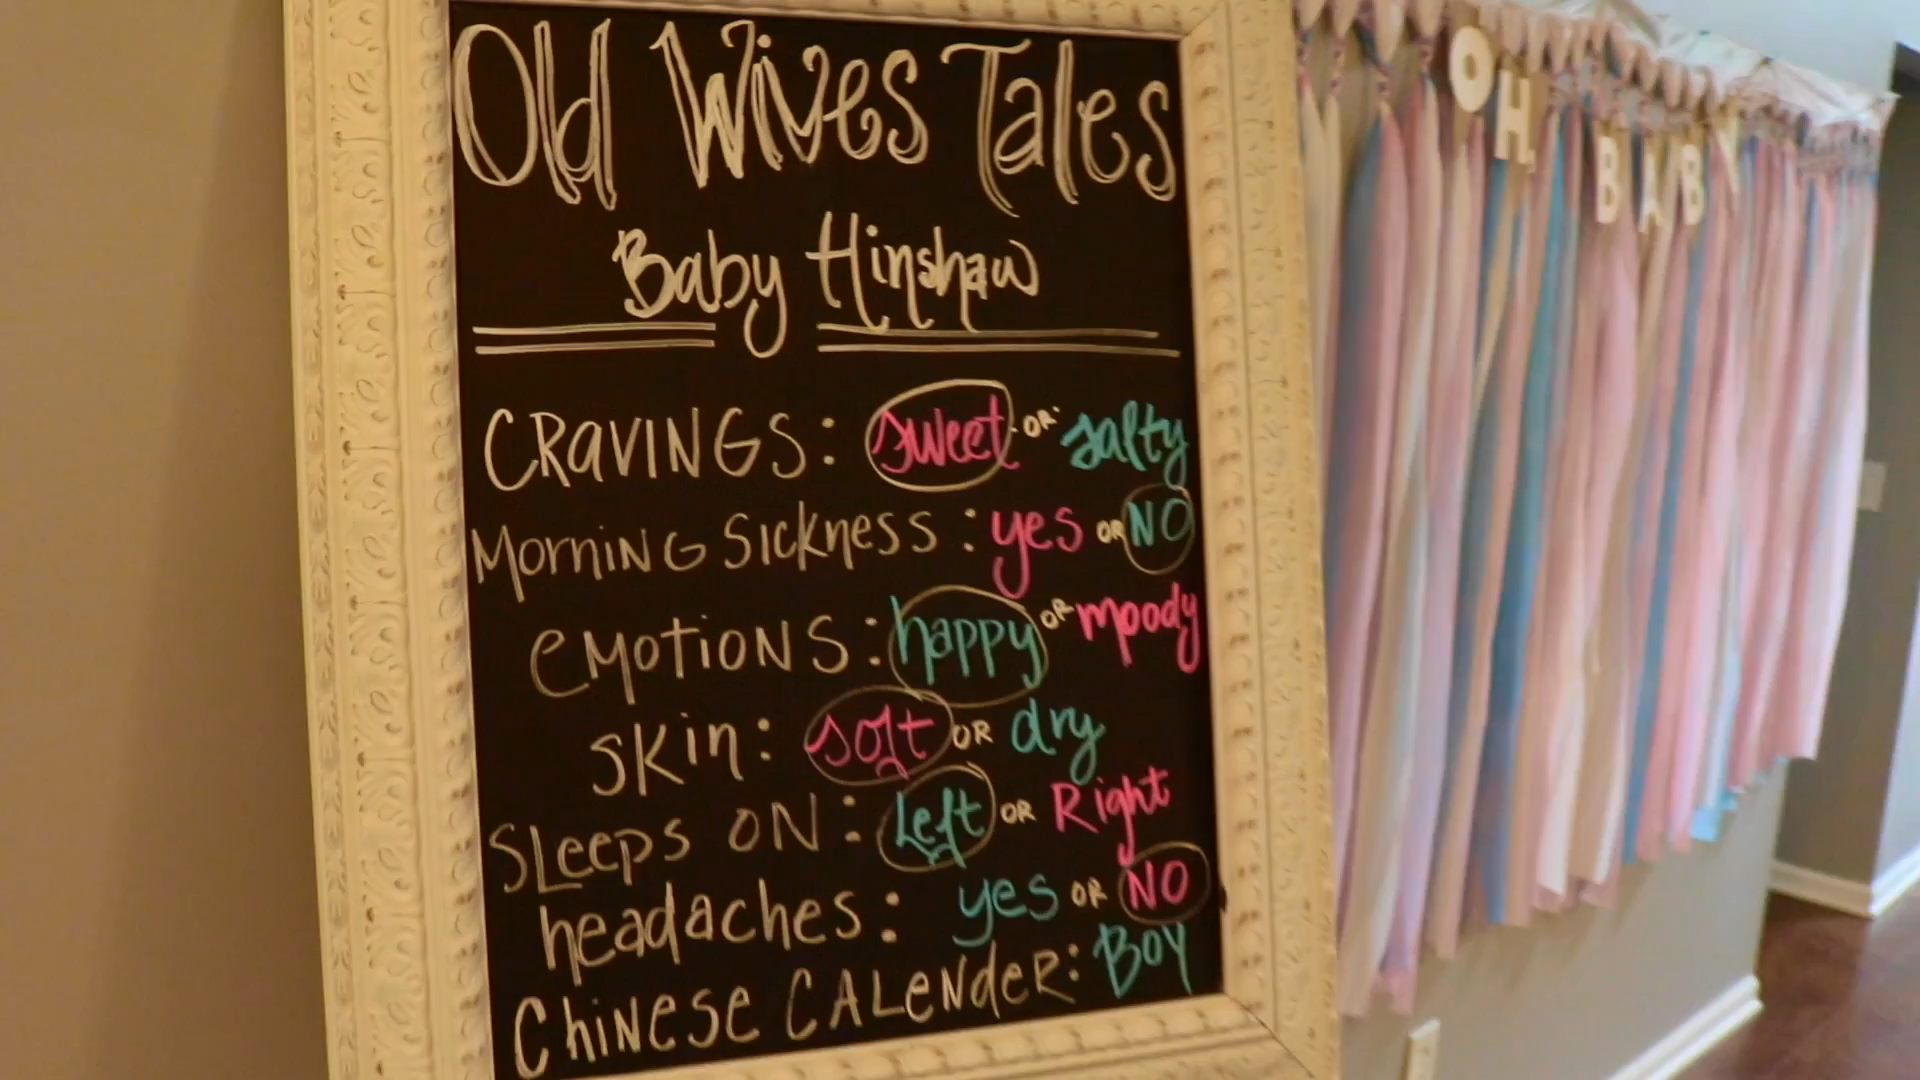 Old Wives Tales
Baby Hinshaw
CRAVINGS: sweet OR salty
Morning Sickness: yes OR NO
emotions: happy OR moody
skin: soft OR dry
Sleeps ON: Left OR Right
headaches: yes OR NO
Chinese CALender: Boy
OH BABY